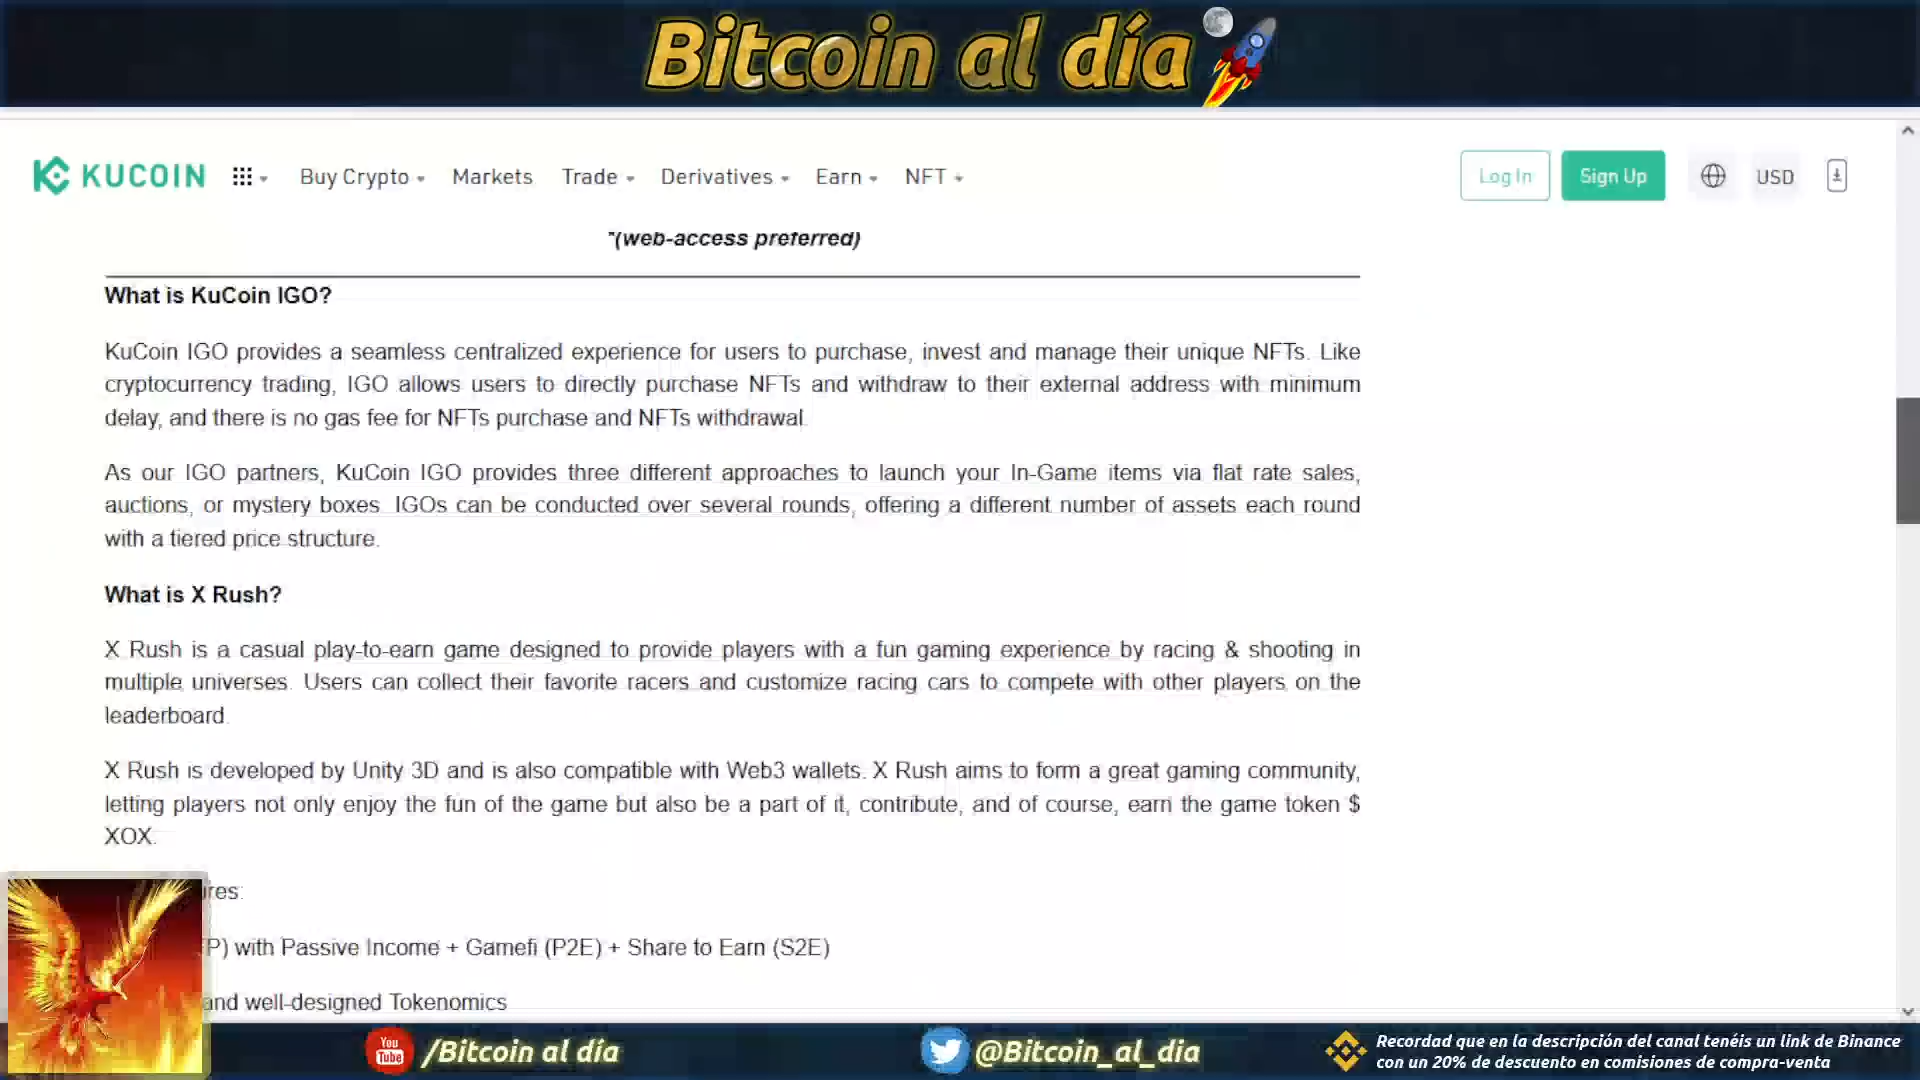 Bitcoin al día
KUCOIN Buy Crypto Markets Trade Derivatives Earn NFT Log In Sign Up USD
(web-access preferred)
What is KuCoin IGO?
KuCoin IGO provides a seamless centralized experience for users to purchase, invest and manage their unique NFTs. Like
cryptocurrency trading, IGO allows users to directly purchase NFTs and withdraw to their external address with minimum
delay, and there is no gas fee for NFTs purchase and NFTs withdrawal.
As our IGO partners, KuCoin IGO provides three different approaches to launch your In-Game items via flat rate sales,
auctions, or mystery boxes. IGOs can be conducted over several rounds, offering a different number of assets each round
with a tiered price structure.
What is X Rush?
X Rush is a casual play-to-earn game designed to provide players with a fun gaming experience by racing & shooting in
multiple universes. Users can collect their favorite racers and customize racing cars to compete with other players on the
leaderboard.
X Rush is developed by Unity 3D and is also compatible with Web3 wallets. X Rush aims to form a great gaming community,
letting players not only enjoy the fun of the game but also be a part of it, contribute, and of course, earn the game token $
XOX.
res:
P) with Passive Income + Gamefi (P2E) + Share to Earn (S2E)
and well-designed Tokenomics
You Tube /Bitcoin al día @Bitcoin_al_dia
Recordad que en la descripción del canal tenéis un link de Binance
con un 20% de descuento en comisiones de compra-venta